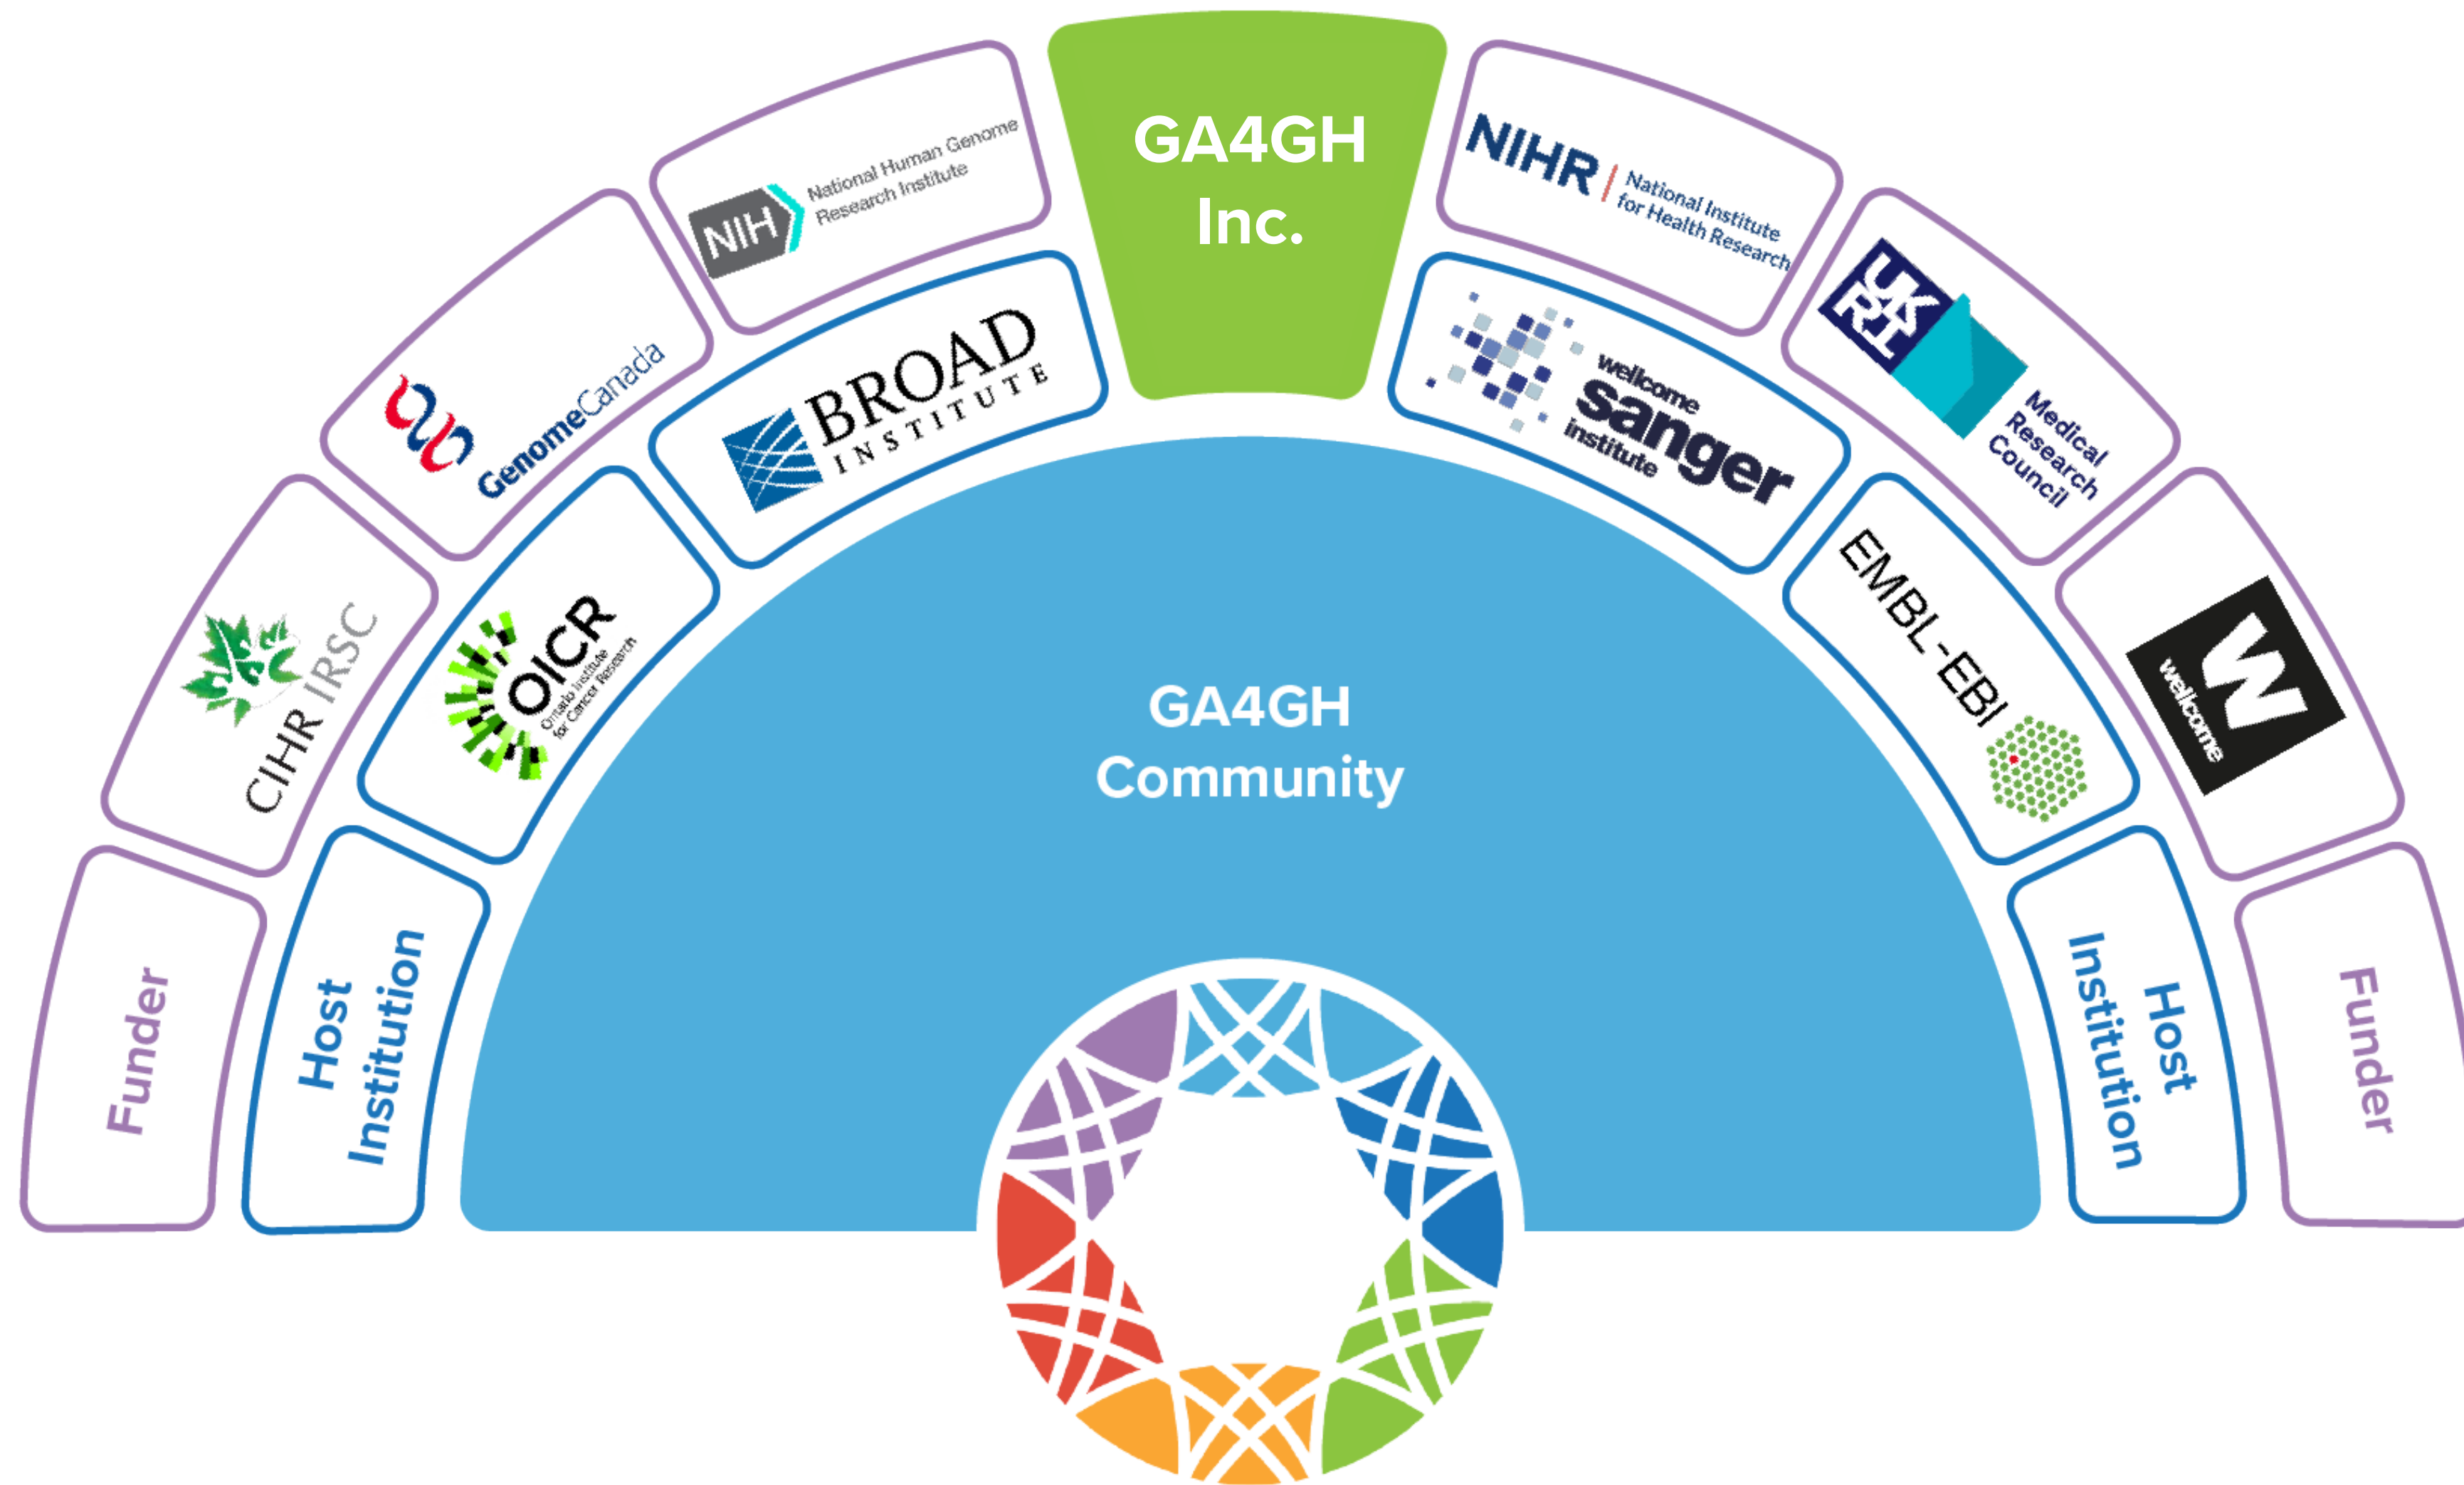 GA4GH
Inc.
NIH
National Human Genome
Research Institute
NIHR
National Institute
for Health Research
GenomeCanada
UK
RI
Medical
Research
Council
BROAD
INSTITUTE
wellcome
sanger
institute
CIHR IRSC
OICR
Ontario Institute
for Cancer Research
EMBL-EBI
W
wellcome
GA4GH
Community
Funder
Host
Institution
Host
Institution
Funder